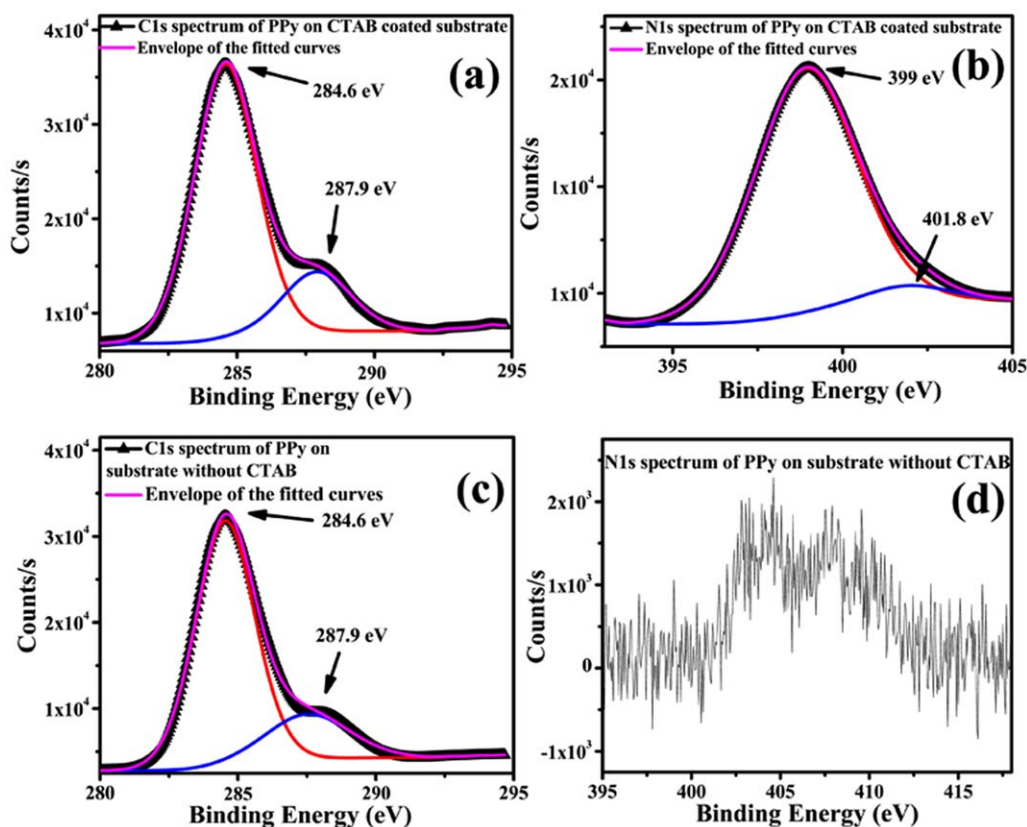 C1s spectrum of PPy on CTAB coated substrate
Envelope of the fitted curves
(a)
284.6 eV
287.9 eV
4x10⁴
3x10⁴
2x10⁴
1x10⁴
Counts/s
280 285 290 295
Binding Energy (eV)
N1s spectrum of PPy on CTAB coated substrate
Envelope of the fitted curves
(b)
399 eV
401.8 eV
2x10⁴
1x10⁴
1x10⁴
Counts/s
395 400 405
Binding Energy (eV)
C1s spectrum of PPy on
substrate without CTAB
Envelope of the fitted curves
(c)
284.6 eV
287.9 eV
4x10⁴
3x10⁴
2x10⁴
1x10⁴
Counts/s
280 285 290 295
Binding Energy (eV)
N1s spectrum of PPy on substrate without CTAB
(d)
2x10³
1x10³
0
-1x10³
Counts/s
395 400 405 410 415
Binding Energy (eV)